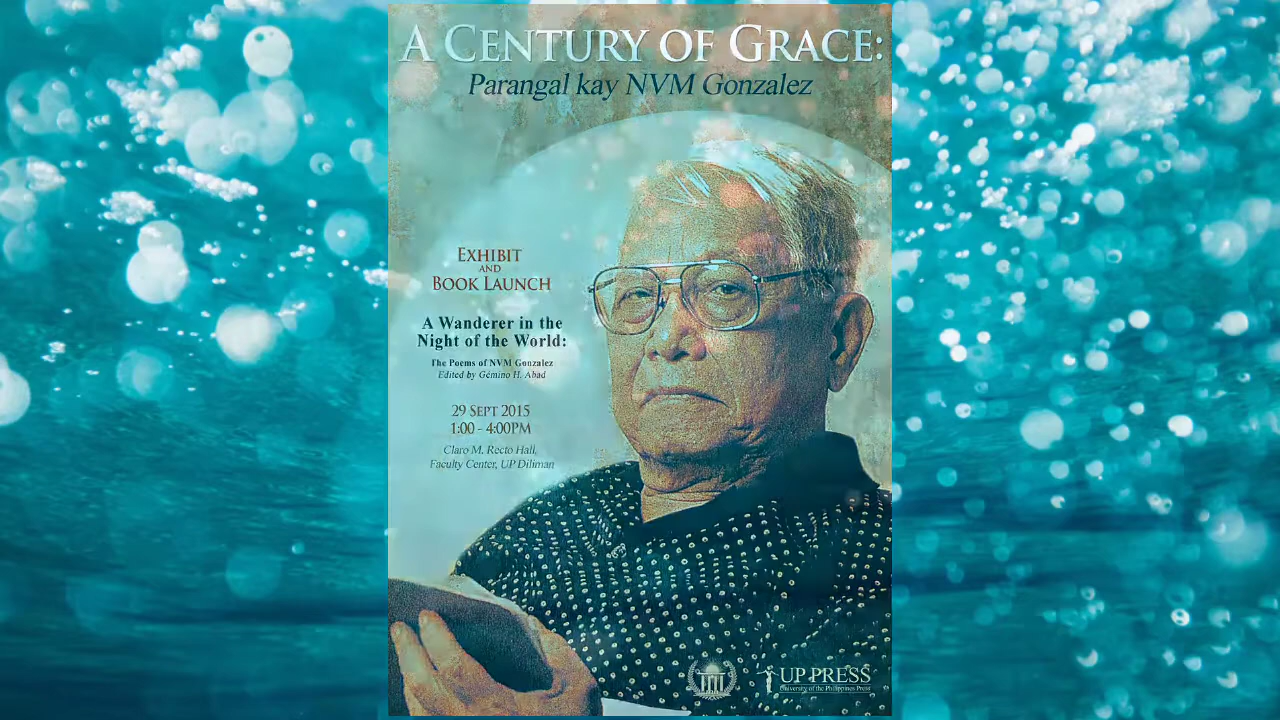 A CENTURY OF GRACE:
Parangal kay NVM Gonzalez
EXHIBIT
AND
BOOK LAUNCH
A Wanderer in the
Night of the World:
The Poems of NVM Gonzalez
Edited by Gémino H. Abad
29 SEPT 2015
1:00 - 4:00PM
Claro M. Recto Hall,
Faculty Center, UP Diliman
UP PRESS
University of the Philippines Press